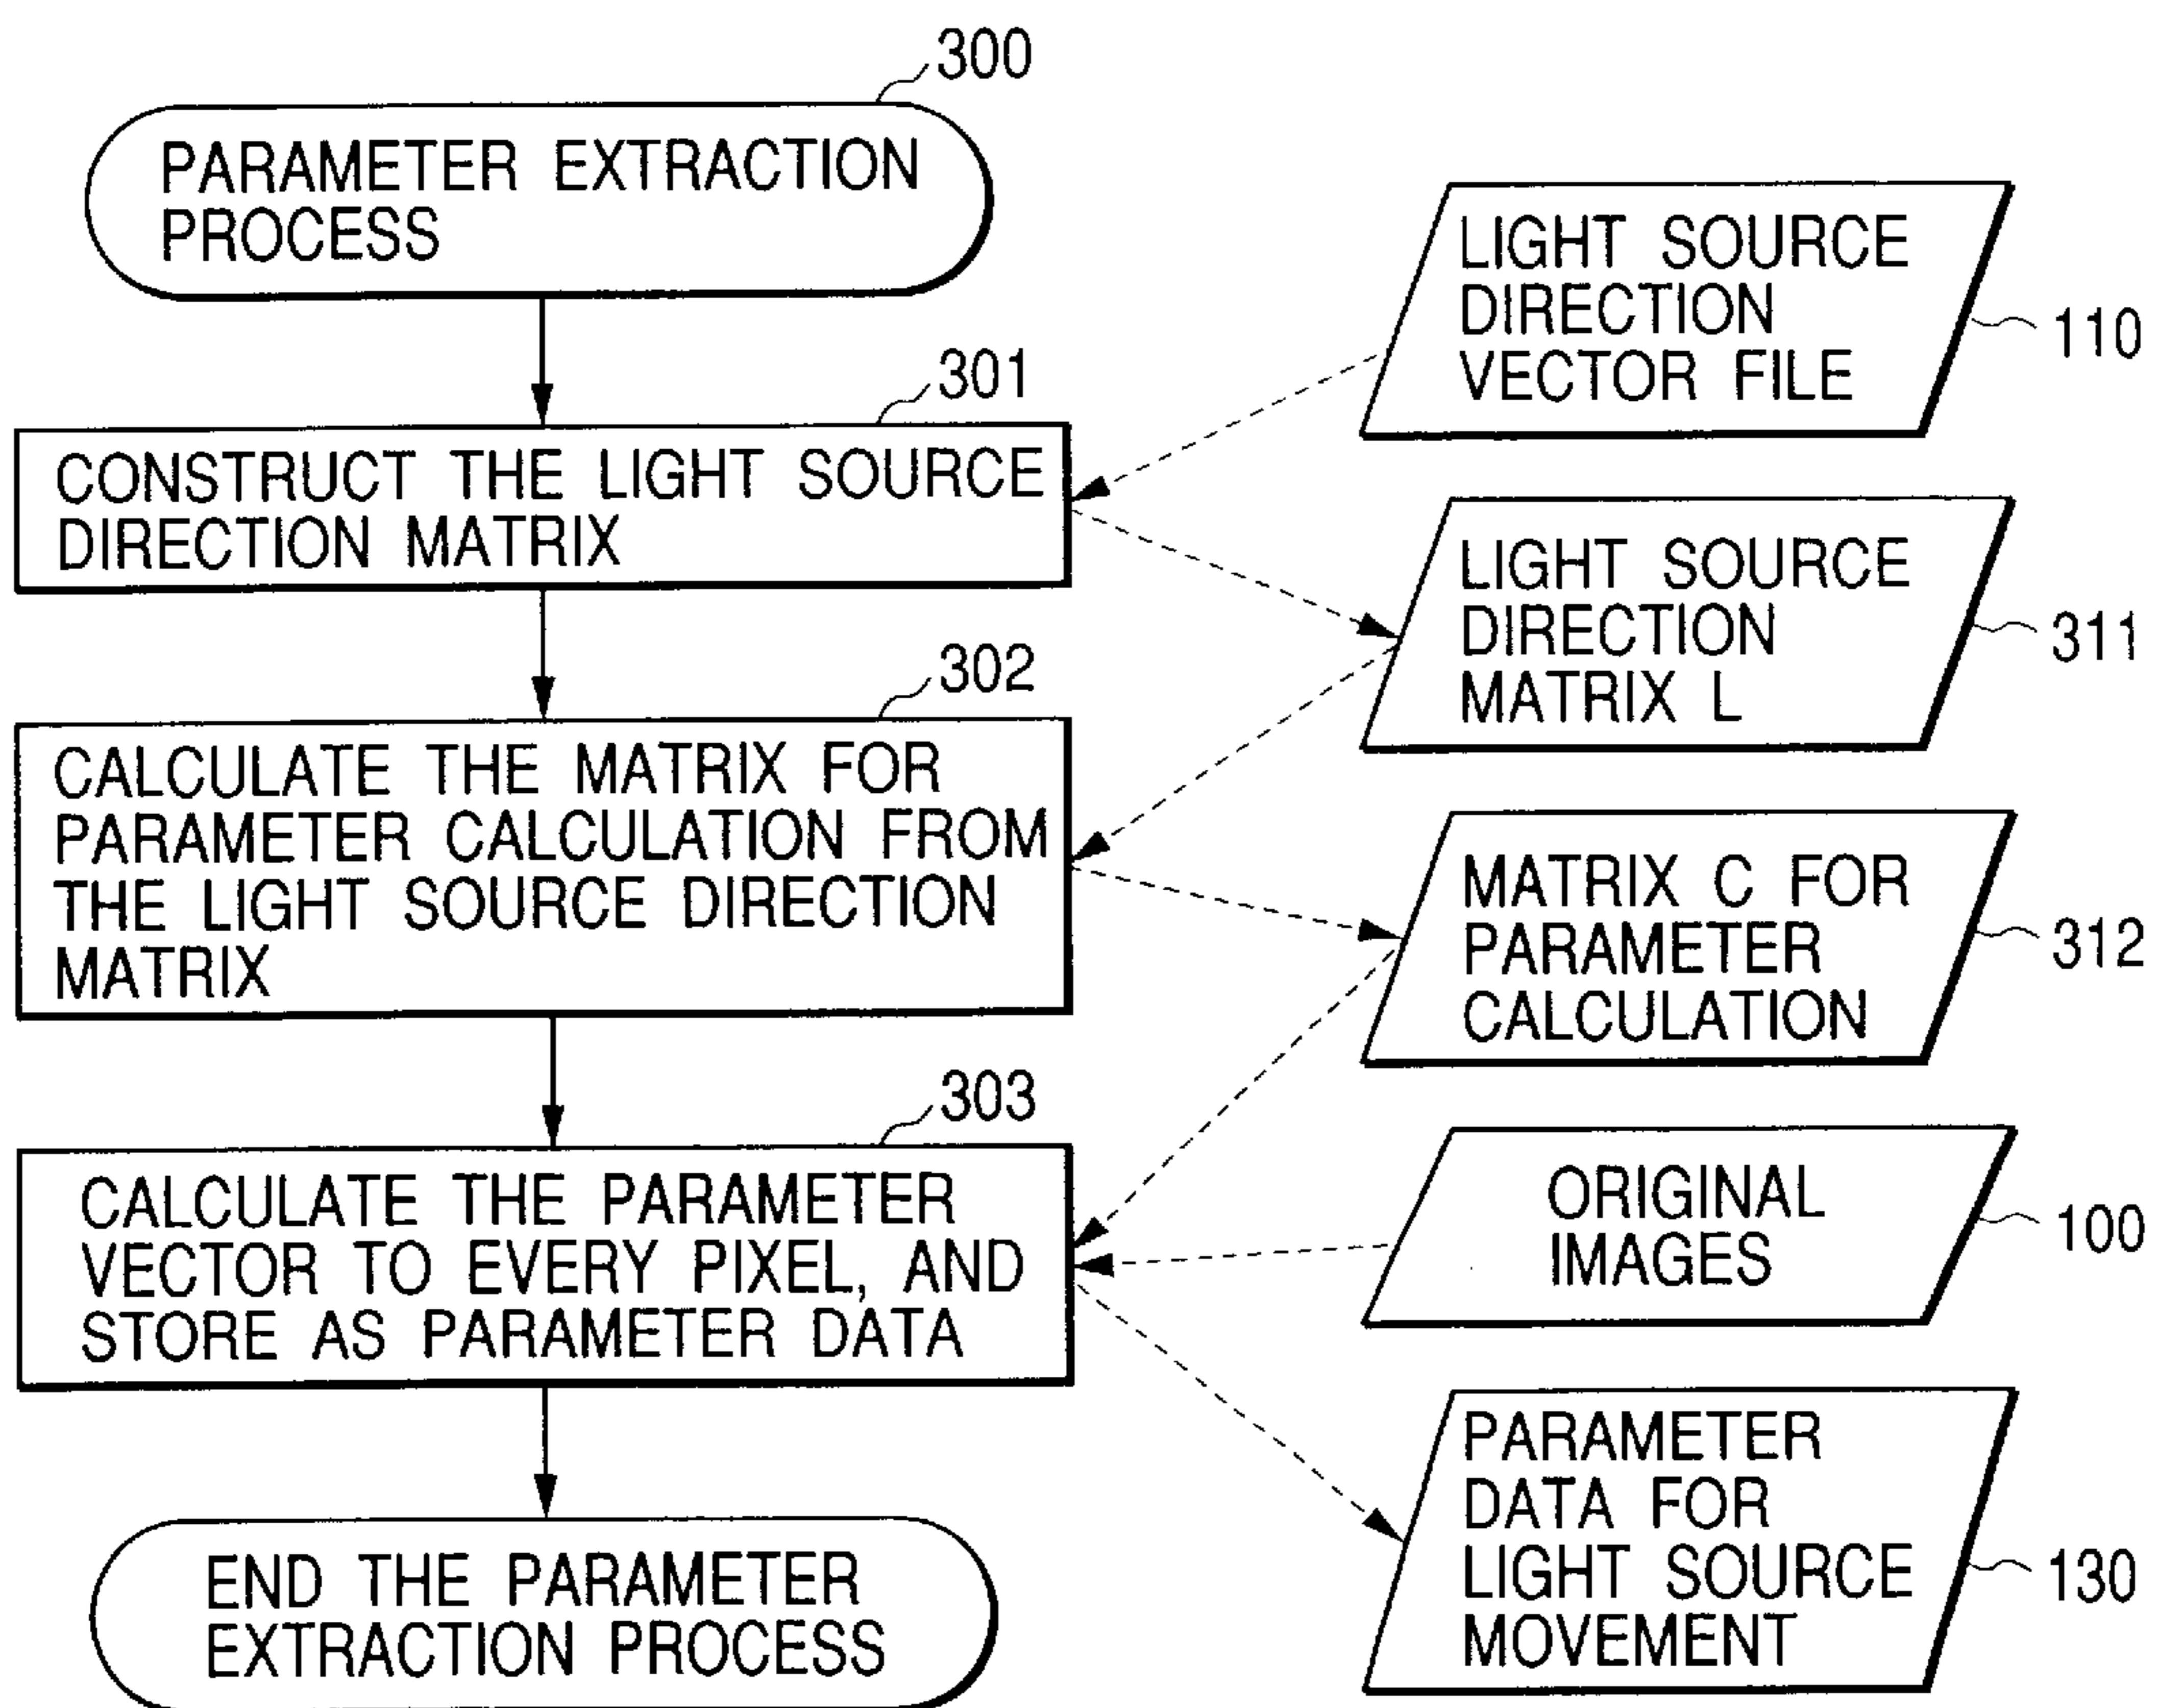 300
PARAMETER EXTRACTION
PROCESS
301
CONSTRUCT THE LIGHT SOURCE
DIRECTION MATRIX
302
CALCULATE THE MATRIX FOR
PARAMETER CALCULATION FROM
THE LIGHT SOURCE DIRECTION
MATRIX
303
CALCULATE THE PARAMETER
VECTOR TO EVERY PIXEL, AND
STORE AS PARAMETER DATA
END THE PARAMETER
EXTRACTION PROCESS
LIGHT SOURCE
DIRECTION
VECTOR FILE
110
LIGHT SOURCE
DIRECTION
MATRIX L
311
MATRIX C FOR
PARAMETER
CALCULATION
312
ORIGINAL
IMAGES
100
PARAMETER
DATA FOR
LIGHT SOURCE
MOVEMENT
130